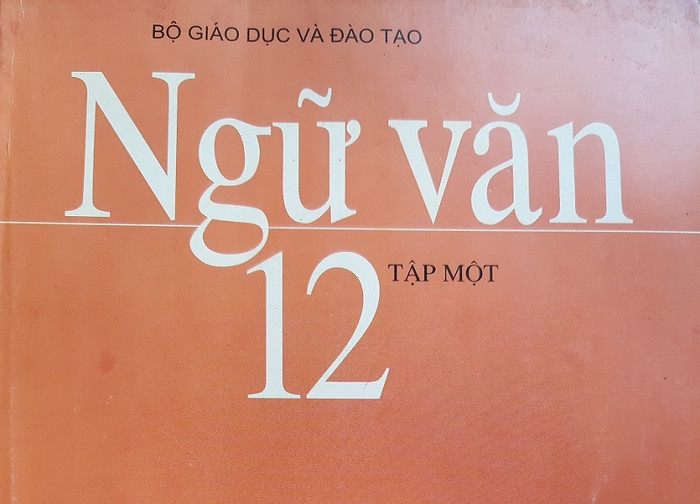 BỘ GIÁO DỤC VÀ ĐÀO TẠO
Ngữ văn
12
TẬP MỘT